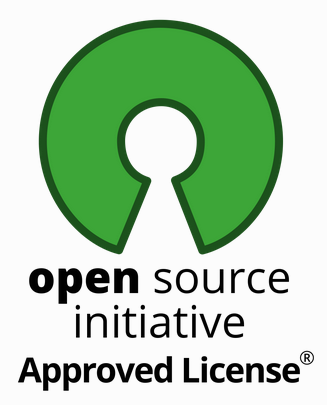 open source
initiative
Approved License®